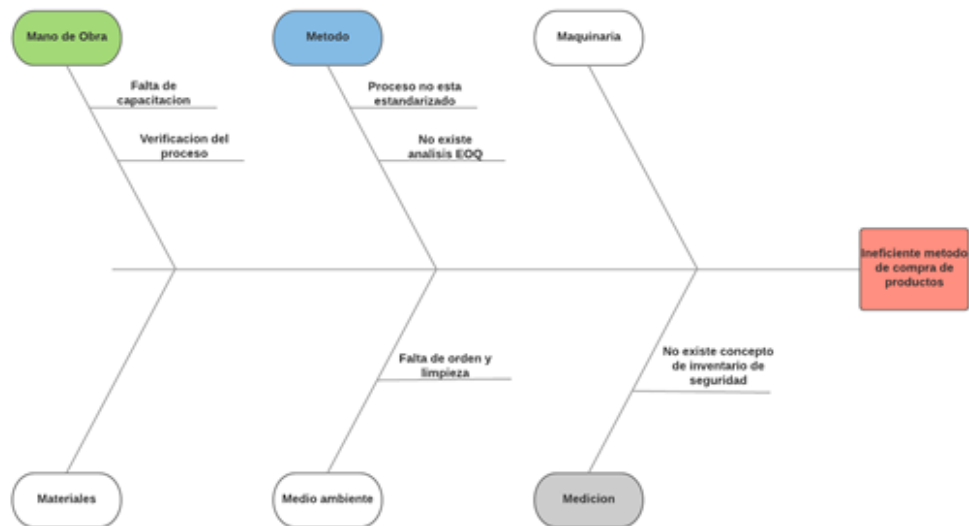 Mano de Obra
Metodo
Maquinaria
Falta de
capacitacion
Verificacion del
proceso
Proceso no esta
estandarizado
No existe
analisis EOQ
Ineficiente metodo
de compra de
productos
Falta de orden y
limpieza
No existe concepto
de inventario de
seguridad
Materiales
Medio ambiente
Medicion